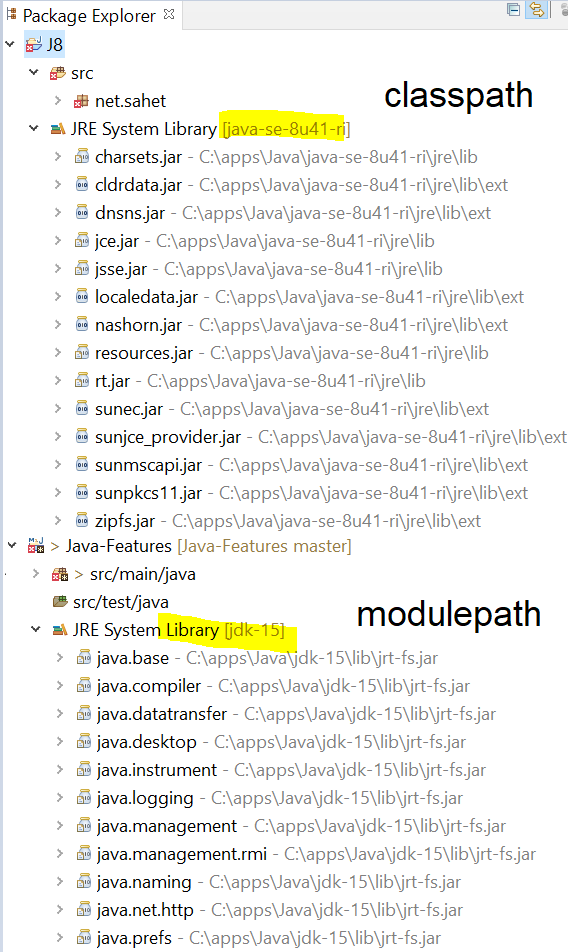 Package Explorer
J8
src
net.sahet
classpath
JRE System Library [java-se-8u41-ri]
charsets.jar - C:\apps\Java\java-se-8u41-ri\jre\lib
cldrdata.jar - C:\apps\Java\java-se-8u41-ri\jre\lib\ext
dnsns.jar - C:\apps\Java\java-se-8u41-ri\jre\lib\ext
jce.jar - C:\apps\Java\java-se-8u41-ri\jre\lib
jsse.jar - C:\apps\Java\java-se-8u41-ri\jre\lib
localedata.jar - C:\apps\Java\java-se-8u41-ri\jre\lib\ext
nashorn.jar - C:\apps\Java\java-se-8u41-ri\jre\lib\ext
resources.jar - C:\apps\Java\java-se-8u41-ri\jre\lib
rt.jar - C:\apps\Java\java-se-8u41-ri\jre\lib
sunec.jar - C:\apps\Java\java-se-8u41-ri\jre\lib\ext
sunjce_provider.jar - C:\apps\Java\java-se-8u41-ri\jre\lib\ext
sunmscapi.jar - C:\apps\Java\java-se-8u41-ri\jre\lib\ext
sunpkcs11.jar - C:\apps\Java\java-se-8u41-ri\jre\lib\ext
zipfs.jar - C:\apps\Java\java-se-8u41-ri\jre\lib\ext
> Java-Features [Java-Features master]
> src/main/java
src/test/java
modulepath
JRE System Library [jdk-15]
java.base - C:\apps\Java\jdk-15\lib\jrt-fs.jar
java.compiler - C:\apps\Java\jdk-15\lib\jrt-fs.jar
java.datatransfer - C:\apps\Java\jdk-15\lib\jrt-fs.jar
java.desktop - C:\apps\Java\jdk-15\lib\jrt-fs.jar
java.instrument - C:\apps\Java\jdk-15\lib\jrt-fs.jar
java.logging - C:\apps\Java\jdk-15\lib\jrt-fs.jar
java.management - C:\apps\Java\jdk-15\lib\jrt-fs.jar
java.management.rmi - C:\apps\Java\jdk-15\lib\jrt-fs.jar
java.naming - C:\apps\Java\jdk-15\lib\jrt-fs.jar
java.net.http - C:\apps\Java\jdk-15\lib\jrt-fs.jar
java.prefs - C:\apps\Java\jdk-15\lib\jrt-fs.jar